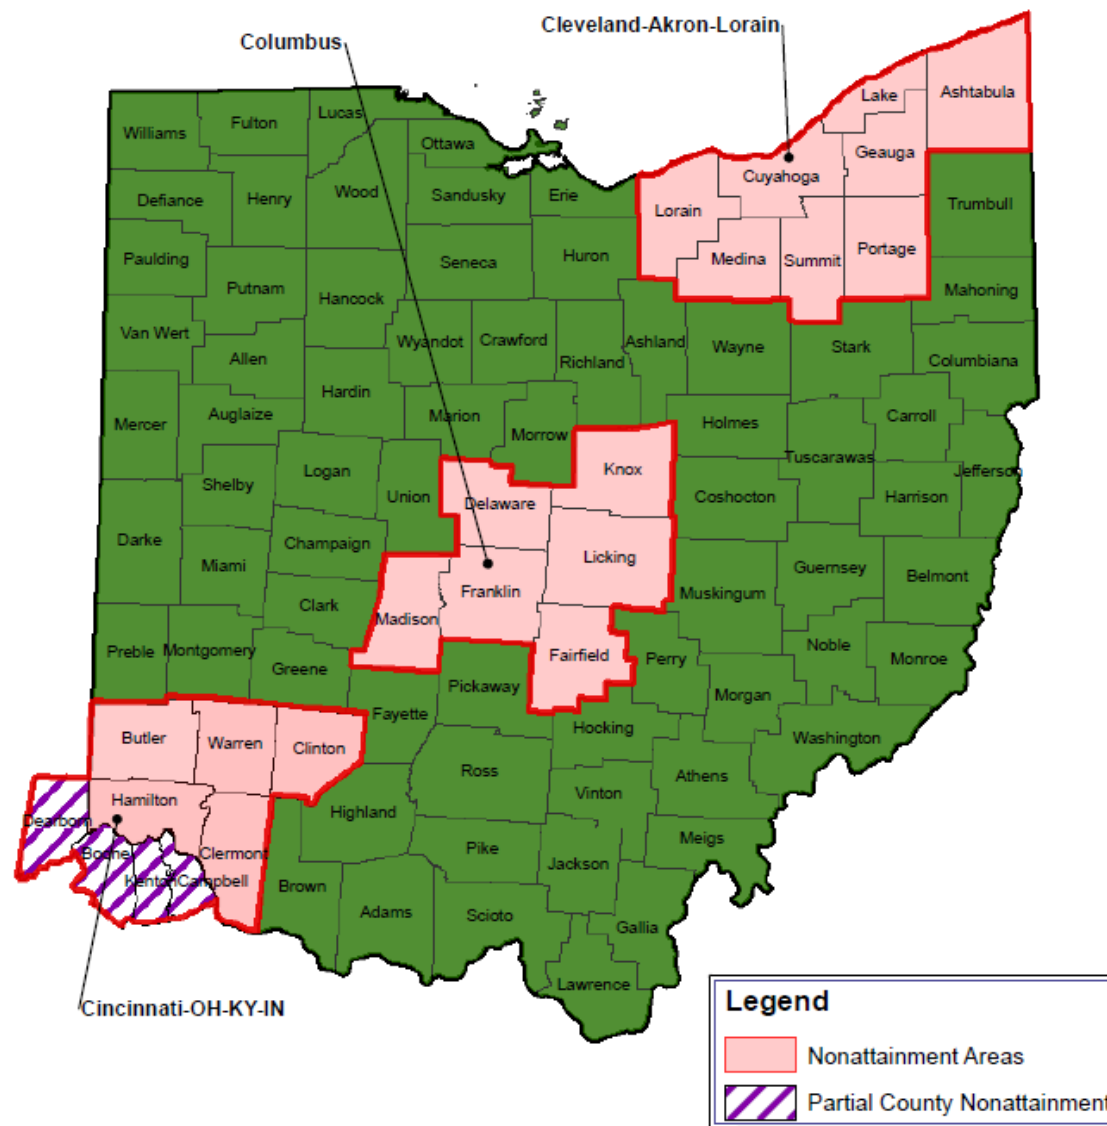 Cleveland-Akron-Lorain
Columbus
Lake
Ashtabula
Williams
Fulton
Lucas
Ottawa
Geauga
Cuyahoga
Defiance
Henry
Wood
Sandusky
Erie
Lorain
Trumbull
Paulding
Putnam
Hancock
Seneca
Huron
Medina
Summit
Portage
Mahoning
Van Wert
Allen
Wyandot
Crawford
Richland
Ashland
Wayne
Stark
Columbiana
Mercer
Auglaize
Hardin
Marion
Morrow
Holmes
Carroll
Shelby
Logan
Union
Delaware
Knox
Coshocton
Tuscarawas
Harrison
Jefferson
Darke
Miami
Champaign
Clark
Madison
Franklin
Licking
Muskingum
Guernsey
Belmont
Preble
Montgomery
Greene
Fairfield
Perry
Noble
Monroe
Pickaway
Fayette
Morgan
Butler
Warren
Clinton
Hocking
Washington
Ross
Athens
Hamilton
Highland
Vinton
Dearborn
Boone
Clermont
Pike
Jackson
Meigs
Kenton
Campbell
Brown
Adams
Scioto
Gallia
Lawrence
Cincinnati-OH-KY-IN
Legend
Nonattainment Areas
Partial County Nonattainment